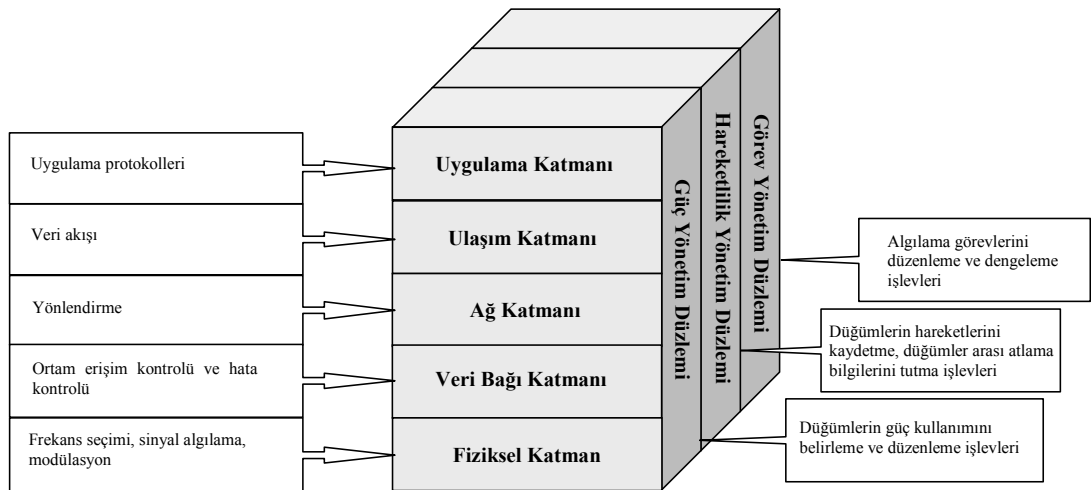 Uygulama protokolleri
Veri akışı
Yönlendirme
Ortam erişim kontrolü ve hata
kontrolü
Frekans seçimi, sinyal algılama,
modülasyon
Uygulama Katmanı
Ulaşım Katmanı
Ağ Katmanı
Veri Bağı Katmanı
Fiziksel Katman
Güç Yönetim Düzlemi
Hareketlilik Yönetim Düzlemi
Görev Yönetim Düzlemi
Algılama görevlerini
düzenleme ve dengeleme
işlevleri
Düğümlerin hareketlerini
kaydetme, düğümler arası atlama
bilgilerini tutma işlevleri
Düğümlerin güç kullanımını
belirleme ve düzenleme işlevleri